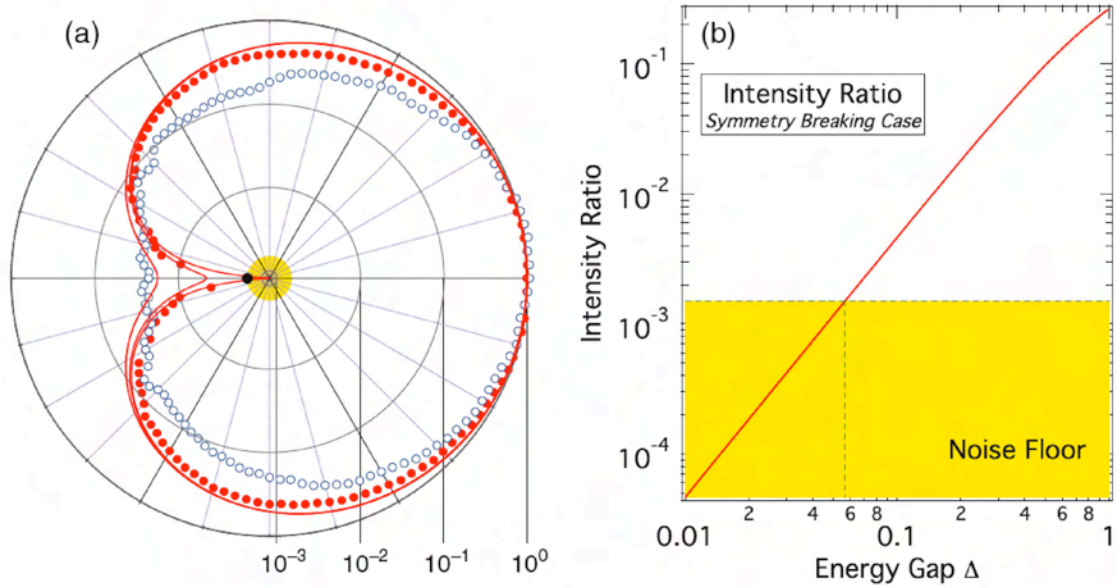 (a)
10⁻³ 10⁻² 10⁻¹ 10⁰
(b)
Intensity Ratio
Symmetry Breaking Case
Intensity Ratio
10⁻¹
10⁻²
10⁻³
10⁻⁴
Noise Floor
0.01 2 4 6 8 0.1 2 4 6 8 1
Energy Gap Δ